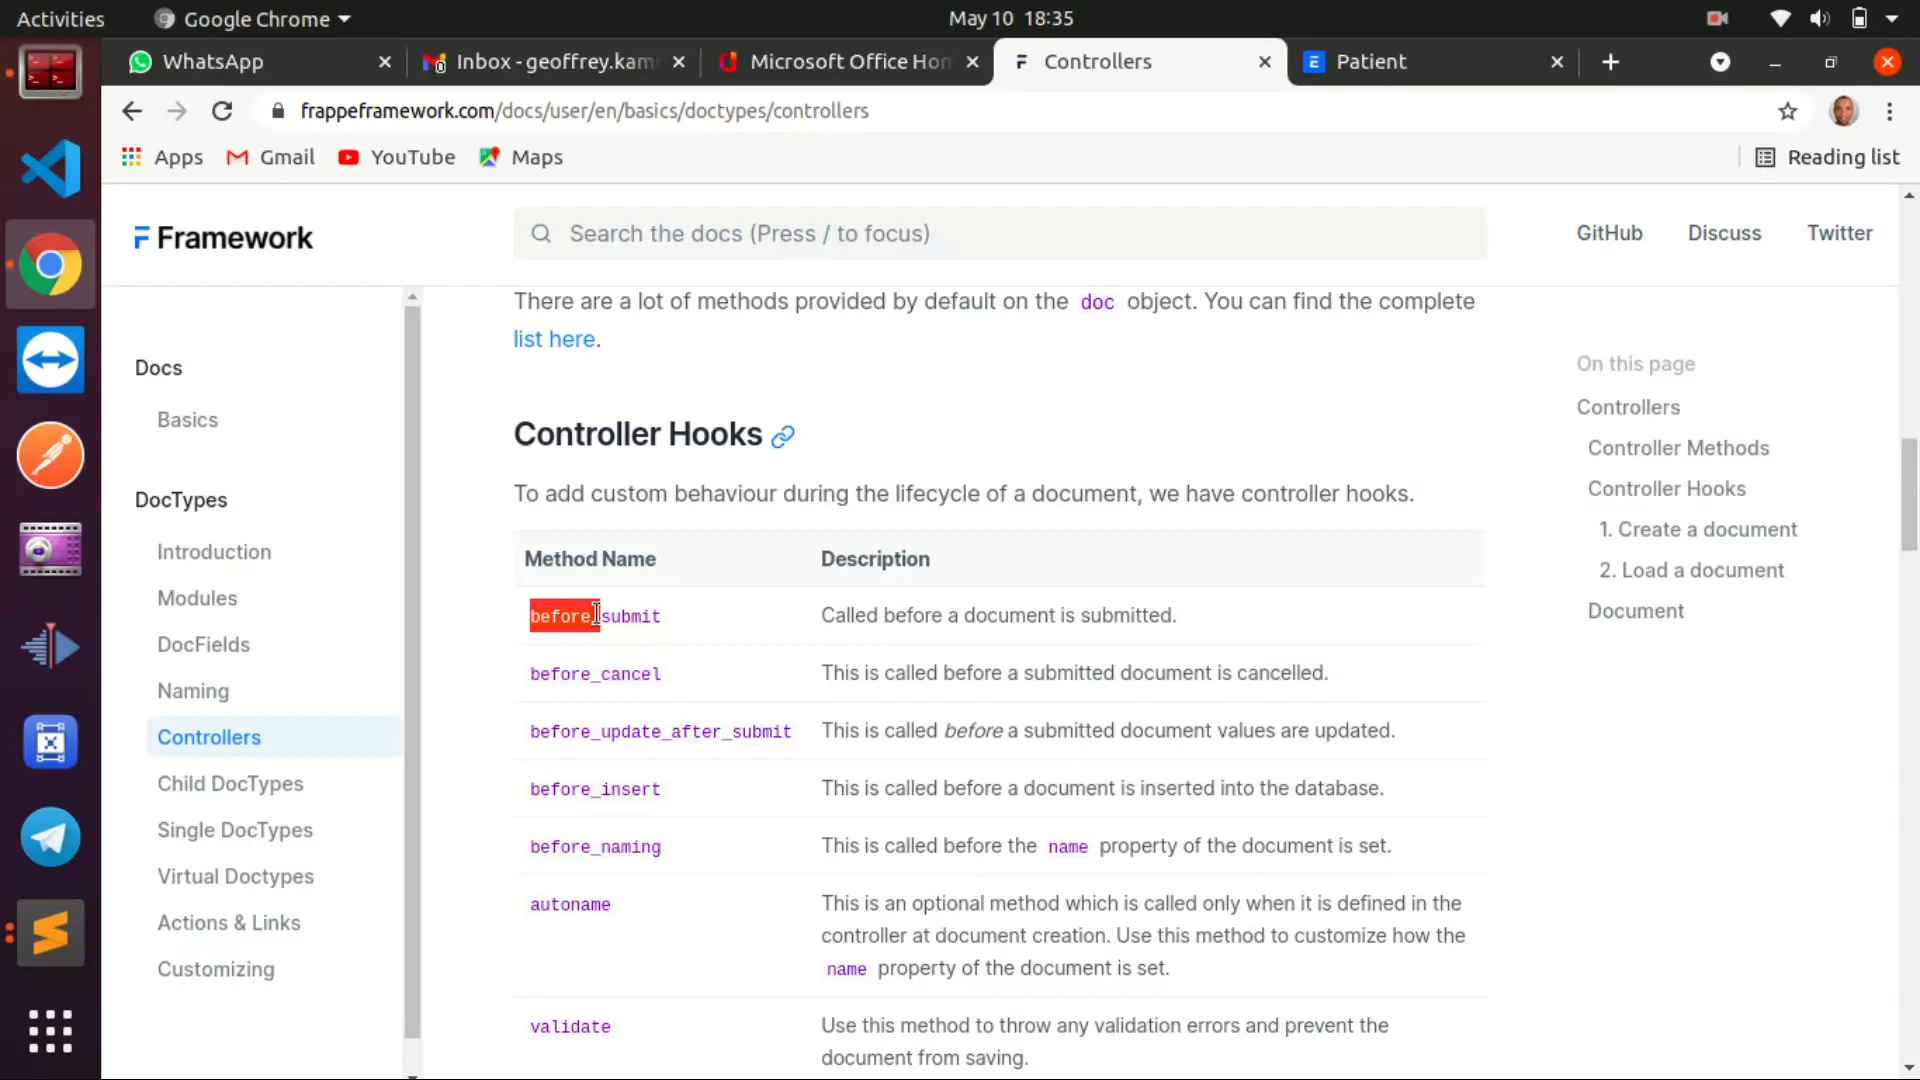 Activities
Google Chrome
May 10 18:35
WhatsApp
Inbox - geoffrey.kam
Microsoft Office Hom
Controllers
Patient
frappeframework.com/docs/user/en/basics/doctypes/controllers
Apps
Gmail
YouTube
Maps
Reading list
Framework
Search the docs (Press / to focus)
GitHub
Discuss
Twitter
Docs
Basics
DocTypes
Introduction
Modules
DocFields
Naming
Controllers
Child DocTypes
Single DocTypes
Virtual Doctypes
Actions & Links
Customizing
There are a lot of methods provided by default on the doc object. You can find the complete
list here.
Controller Hooks
To add custom behaviour during the lifecycle of a document, we have controller hooks.
Method Name Description
before_submit Called before a document is submitted.
before_cancel This is called before a submitted document is cancelled.
before_update_after_submit This is called before a submitted document values are updated.
before_insert This is called before a document is inserted into the database.
before_naming This is called before the name property of the document is set.
autoname This is an optional method which is called only when it is defined in the
controller at document creation. Use this method to customize how the
name property of the document is set.
validate Use this method to throw any validation errors and prevent the
document from saving.
On this page
Controllers
Controller Methods
Controller Hooks
1. Create a document
2. Load a document
Document